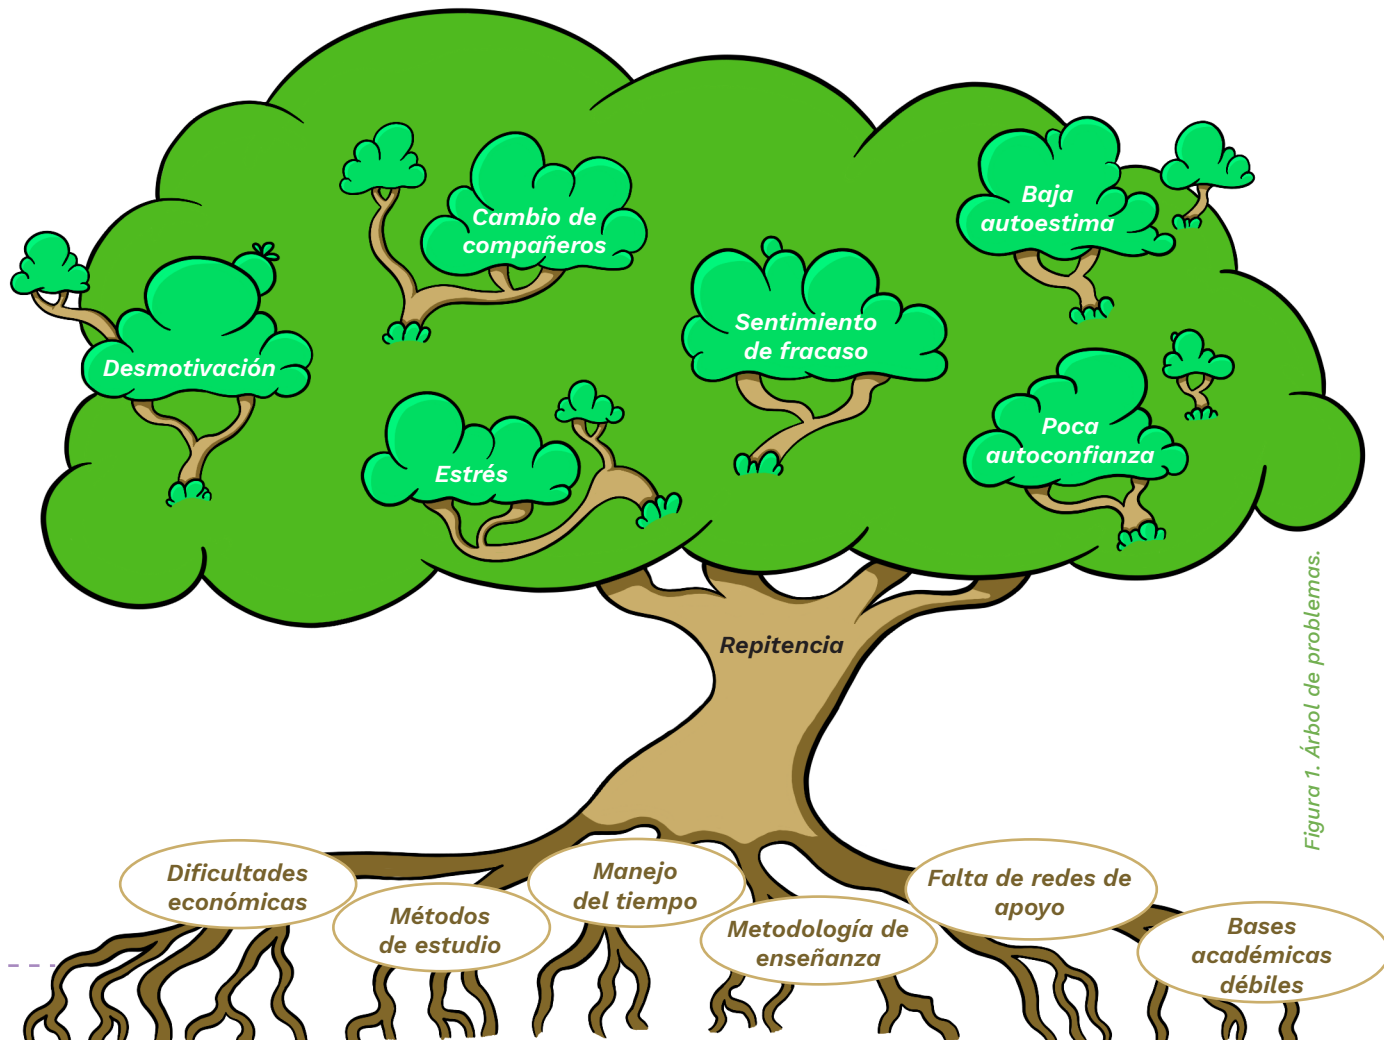 Cambio de
compañeros
Baja
autoestima
Desmotivación
Sentimiento
de fracaso
Estrés
Poca
autoconfianza
Repitencia
Figura 1. Árbol de problemas.
Dificultades
económicas
Métodos
de estudio
Manejo
del tiempo
Metodología de
enseñanza
Falta de redes de
apoyo
Bases
académicas
débiles